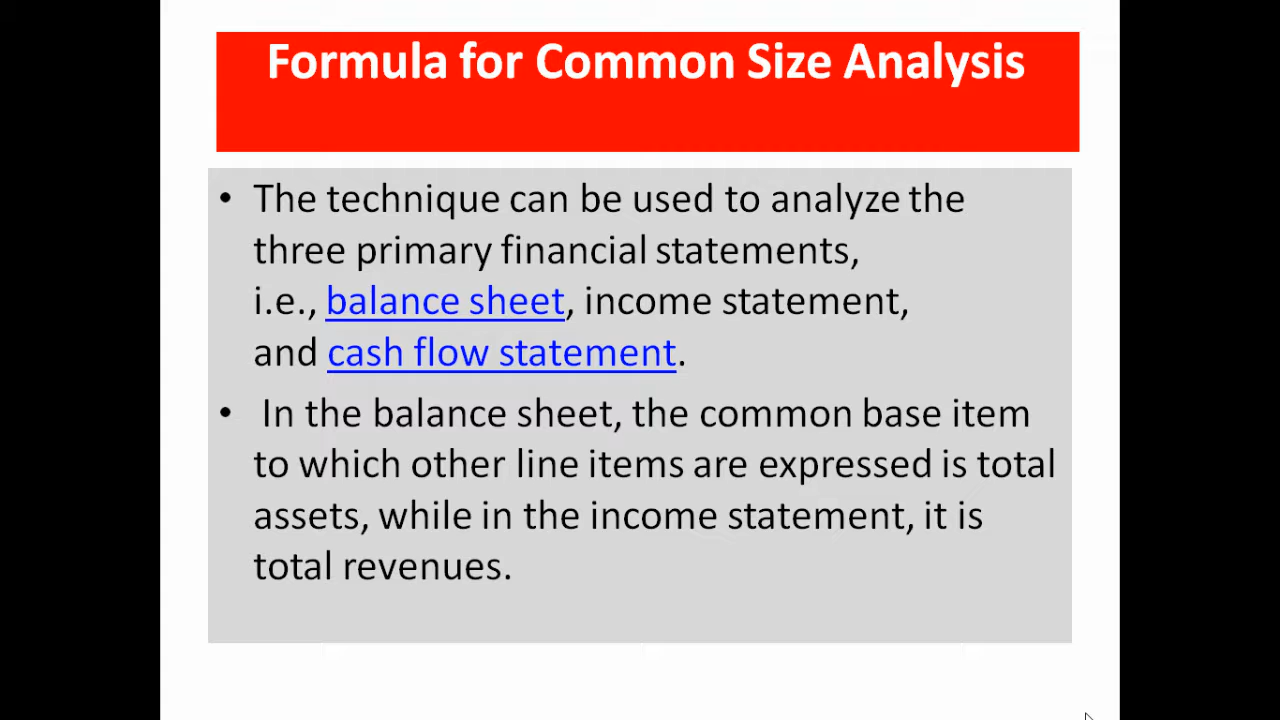 Formula for Common Size Analysis
• The technique can be used to analyze the
three primary financial statements,
i.e., balance sheet, income statement,
and cash flow statement.
• In the balance sheet, the common base item
to which other line items are expressed is total
assets, while in the income statement, it is
total revenues.